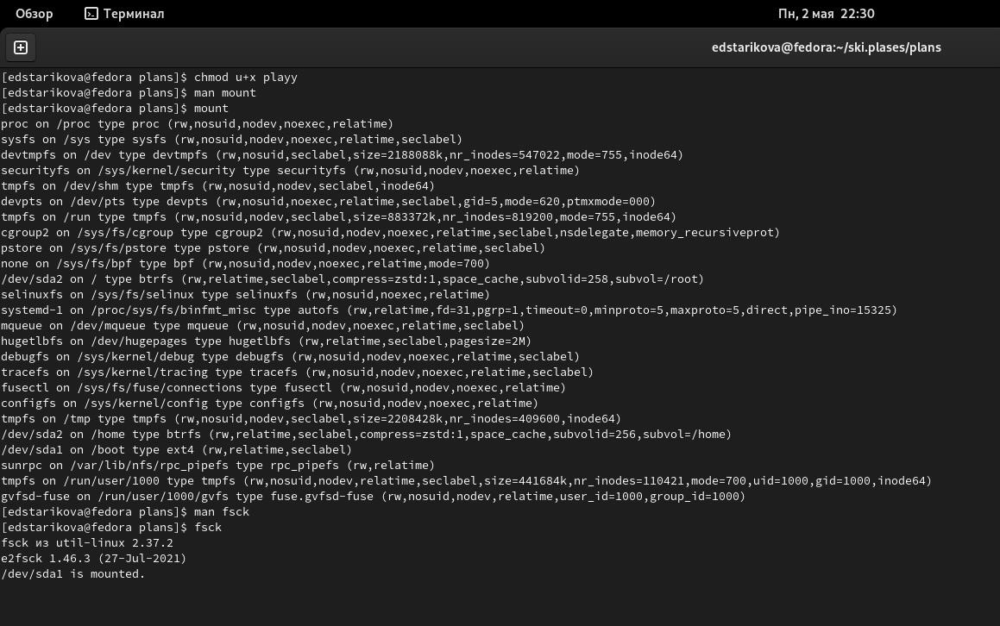 Обзор Терминал Пн, 2 мая 22:30
edstarikova@fedora:~/ski.plases/plans
[edstarikova@fedora plans]$ chmod u+x playy
[edstarikova@fedora plans]$ man mount
[edstarikova@fedora plans]$ mount
proc on /proc type proc (rw,nosuid,nodev,noexec,relatime)
sysfs on /sys type sysfs (rw,nosuid,nodev,noexec,relatime,seclabel)
devtmpfs on /dev type devtmpfs (rw,nosuid,seclabel,size=2188088k,nr_inodes=547022,mode=755,inode64)
securityfs on /sys/kernel/security type securityfs (rw,nosuid,nodev,noexec,relatime)
tmpfs on /dev/shm type tmpfs (rw,nosuid,nodev,seclabel,inode64)
devpts on /dev/pts type devpts (rw,nosuid,noexec,relatime,seclabel,gid=5,mode=620,ptmxmode=000)
tmpfs on /run type tmpfs (rw,nosuid,nodev,seclabel,size=883372k,nr_inodes=819200,mode=755,inode64)
cgroup2 on /sys/fs/cgroup type cgroup2 (rw,nosuid,nodev,noexec,relatime,seclabel,nsdelegate,memory_recursiveprot)
pstore on /sys/fs/pstore type pstore (rw,nosuid,nodev,noexec,relatime,seclabel)
none on /sys/fs/bpf type bpf (rw,nosuid,nodev,noexec,relatime,mode=700)
/dev/sda2 on / type btrfs (rw,relatime,seclabel,compress=zstd:1,space_cache,subvolid=258,subvol=/root)
selinuxfs on /sys/fs/selinux type selinuxfs (rw,nosuid,noexec,relatime)
systemd-1 on /proc/sys/fs/binfmt_misc type autofs (rw,relatime,fd=31,pgrp=1,timeout=0,minproto=5,maxproto=5,direct,pipe_ino=15325)
mqueue on /dev/mqueue type mqueue (rw,nosuid,nodev,noexec,relatime,seclabel)
hugetlbfs on /dev/hugepages type hugetlbfs (rw,relatime,seclabel,pagesize=2M)
debugfs on /sys/kernel/debug type debugfs (rw,nosuid,nodev,noexec,relatime,seclabel)
tracefs on /sys/kernel/tracing type tracefs (rw,nosuid,nodev,noexec,relatime,seclabel)
fusectl on /sys/fs/fuse/connections type fusectl (rw,nosuid,nodev,noexec,relatime)
configfs on /sys/kernel/config type configfs (rw,nosuid,nodev,noexec,relatime)
tmpfs on /tmp type tmpfs (rw,nosuid,nodev,seclabel,size=2208428k,nr_inodes=409600,inode64)
/dev/sda2 on /home type btrfs (rw,relatime,seclabel,compress=zstd:1,space_cache,subvolid=256,subvol=/home)
/dev/sda1 on /boot type ext4 (rw,relatime,seclabel)
sunrpc on /var/lib/nfs/rpc_pipefs type rpc_pipefs (rw,relatime)
tmpfs on /run/user/1000 type tmpfs (rw,nosuid,nodev,relatime,seclabel,size=441684k,nr_inodes=110421,mode=700,uid=1000,gid=1000,inode64)
gvfsd-fuse on /run/user/1000/gvfs type fuse.gvfsd-fuse (rw,nosuid,nodev,relatime,user_id=1000,group_id=1000)
[edstarikova@fedora plans]$ man fsck
[edstarikova@fedora plans]$ fsck
fsck из util-linux 2.37.2
e2fsck 1.46.3 (27-Jul-2021)
/dev/sda1 is mounted.